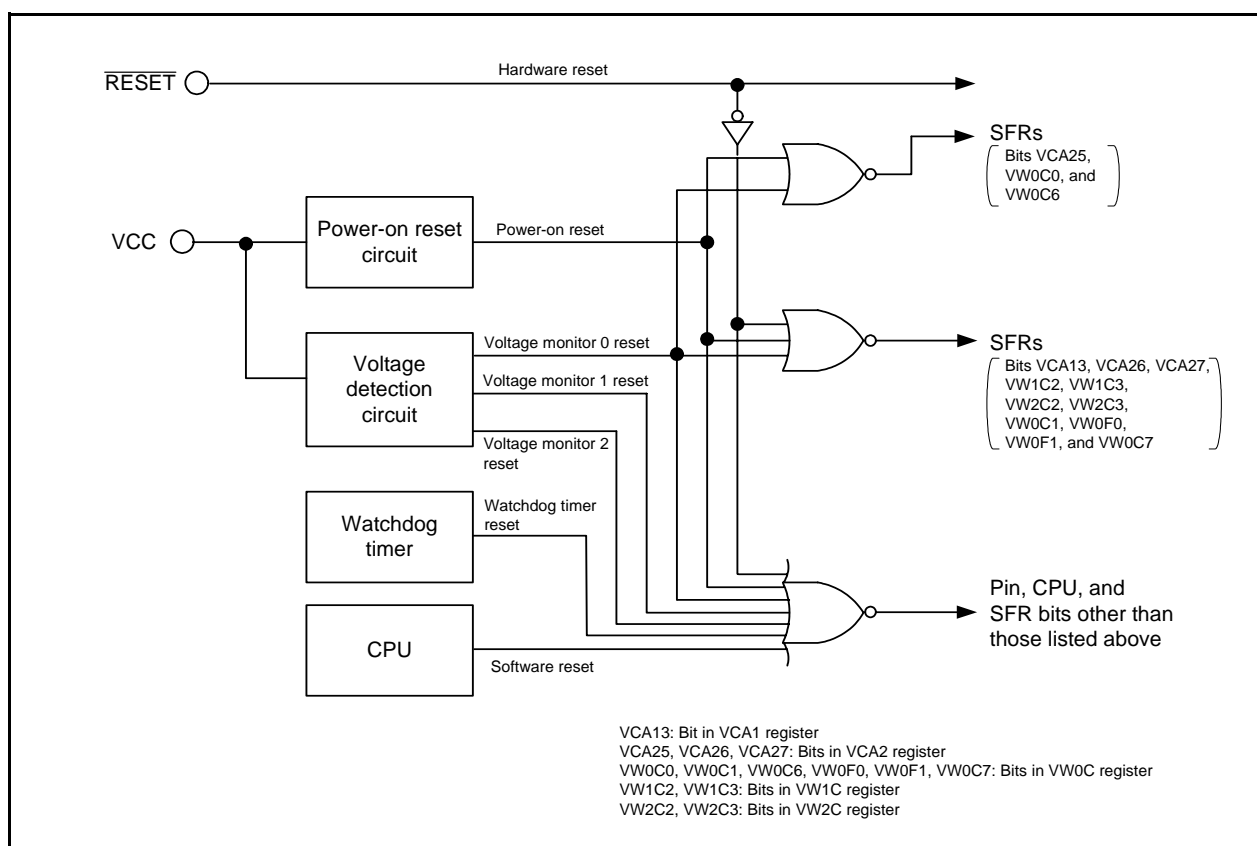 RESET
Hardware reset
SFRs
Bits VCA25,
VW0C0, and
VW0C6
VCC
Power-on reset
circuit
Power-on reset
Voltage
detection
circuit
Voltage monitor 0 reset
Voltage monitor 1 reset
Voltage monitor 2
reset
SFRs
Bits VCA13, VCA26, VCA27,
VW1C2, VW1C3,
VW2C2, VW2C3,
VW0C1, VW0F0,
VW0F1, and VW0C7
Watchdog
timer
Watchdog timer
reset
CPU
Software reset
Pin, CPU, and
SFR bits other than
those listed above
VCA13: Bit in VCA1 register
VCA25, VCA26, VCA27: Bits in VCA2 register
VW0C0, VW0C1, VW0C6, VW0F0, VW0F1, VW0C7: Bits in VW0C register
VW1C2, VW1C3: Bits in VW1C register
VW2C2, VW2C3: Bits in VW2C register